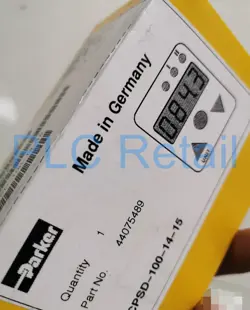 Made in Germany
0843
PLC Retail
Parker
Quantity 1
Part No. 44075489
CPSD-100-14-15